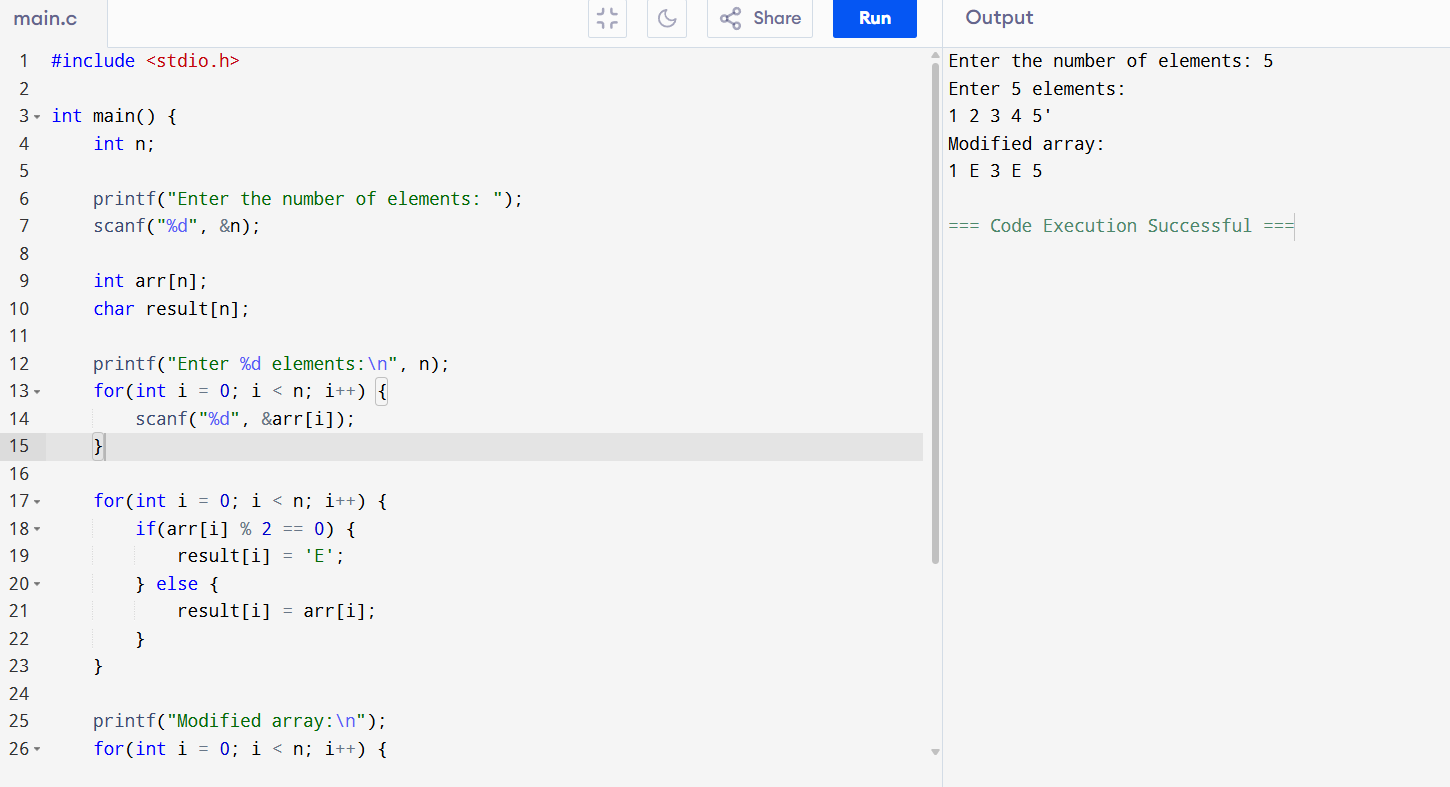 main.c
Share
Run
Output
1 #include <stdio.h>
2
3 int main() {
4     int n;
5
6     printf("Enter the number of elements: ");
7     scanf("%d", &n);
8
9     int arr[n];
10     char result[n];
11
12     printf("Enter %d elements:\n", n);
13     for(int i = 0; i < n; i++) {
14         scanf("%d", &arr[i]);
15     }
16
17     for(int i = 0; i < n; i++) {
18         if(arr[i] % 2 == 0) {
19             result[i] = 'E';
20         } else {
21             result[i] = arr[i];
22         }
23     }
24
25     printf("Modified array:\n");
26     for(int i = 0; i < n; i++) {
Enter the number of elements: 5
Enter 5 elements:
1 2 3 4 5'
Modified array:
1 E 3 E 5
=== Code Execution Successful ===